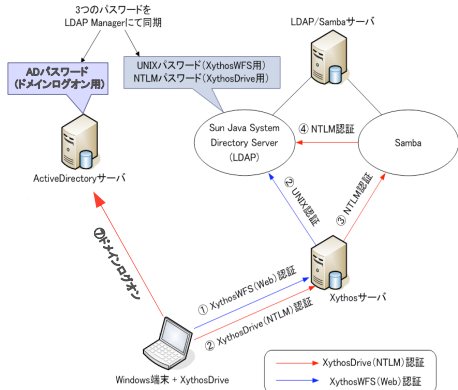 3つのパスワードを
LDAP Managerにて同期
LDAP/Sambaサーバ
ADパスワード
(ドメインログオン用)
UNIXパスワード(XythosWFS用)
NTLMパスワード(XythosDrive用)
Sun Java System
Directory Server
(LDAP)
④ NTLM認証
Samba
ActiveDirectoryサーバ
② UNIX認証
③ NTLM認証
⑦ドメインログオン
① XythosWFS(Web)認証
② XythosDrive(NTLM)認証
Xythosサーバ
Windows端末 + XythosDrive
XythosDrive(NTLM)認証
XythosWFS(Web)認証